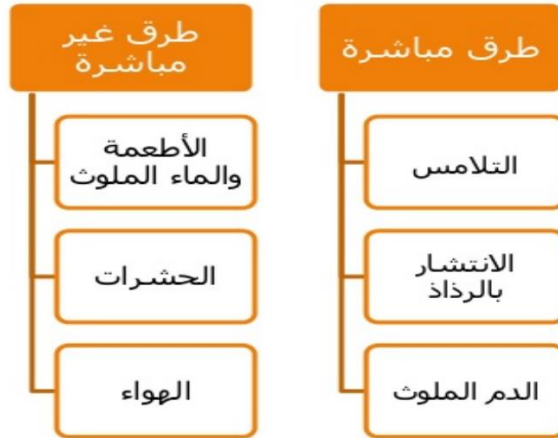 طرق مباشرة
التلامس
الانتشار
بالرذاذ
الدم الملوث
طرق غير
مباشرة
الأطعمة
والماء الملوث
الحشرات
الهواء